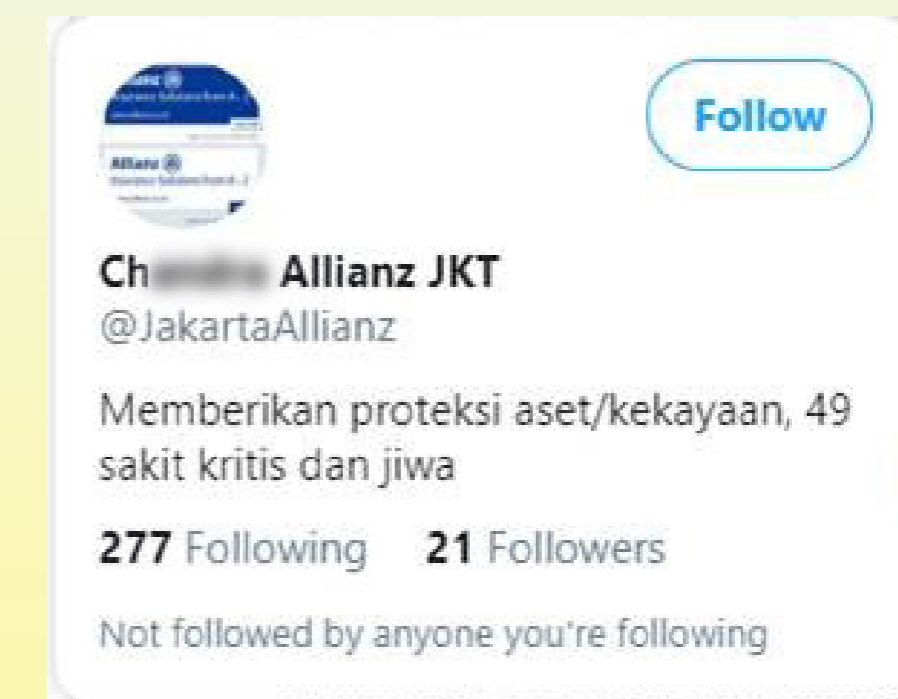 Allianz
Follow
Ch Allianz JKT
@JakartaAllianz
Memberikan proteksi aset/kekayaan, 49
sakit kritis dan jiwa
277 Following 21 Followers
Not followed by anyone you're following